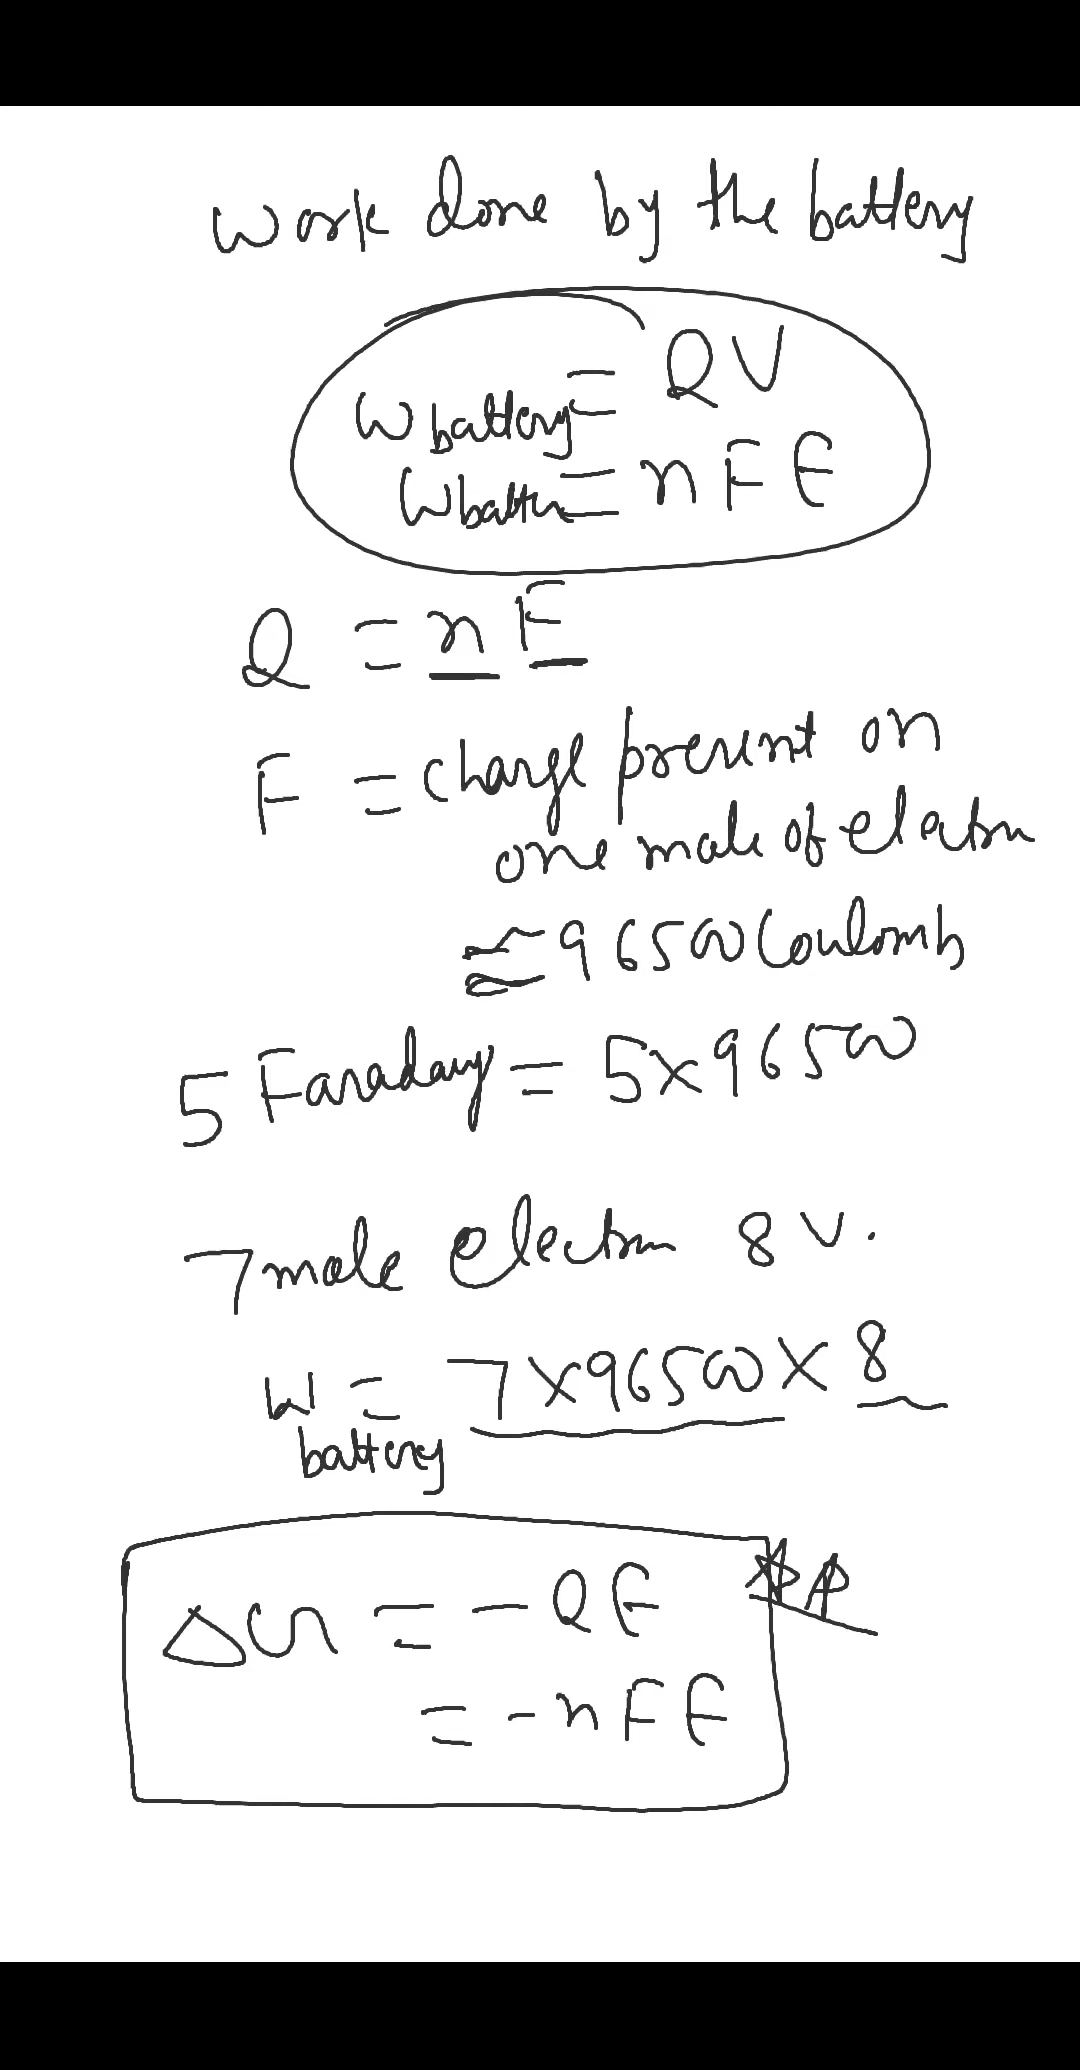 work done by the battery
W battery = QV
W batter = nFE
Q = nF
F = charge present on
one mole of electron
= 96500 Coulomb
5 Faraday = 5×96500
7 mole electron 8 V.
W battery = 7×96500×8
ΔG = -QE
= -nFE